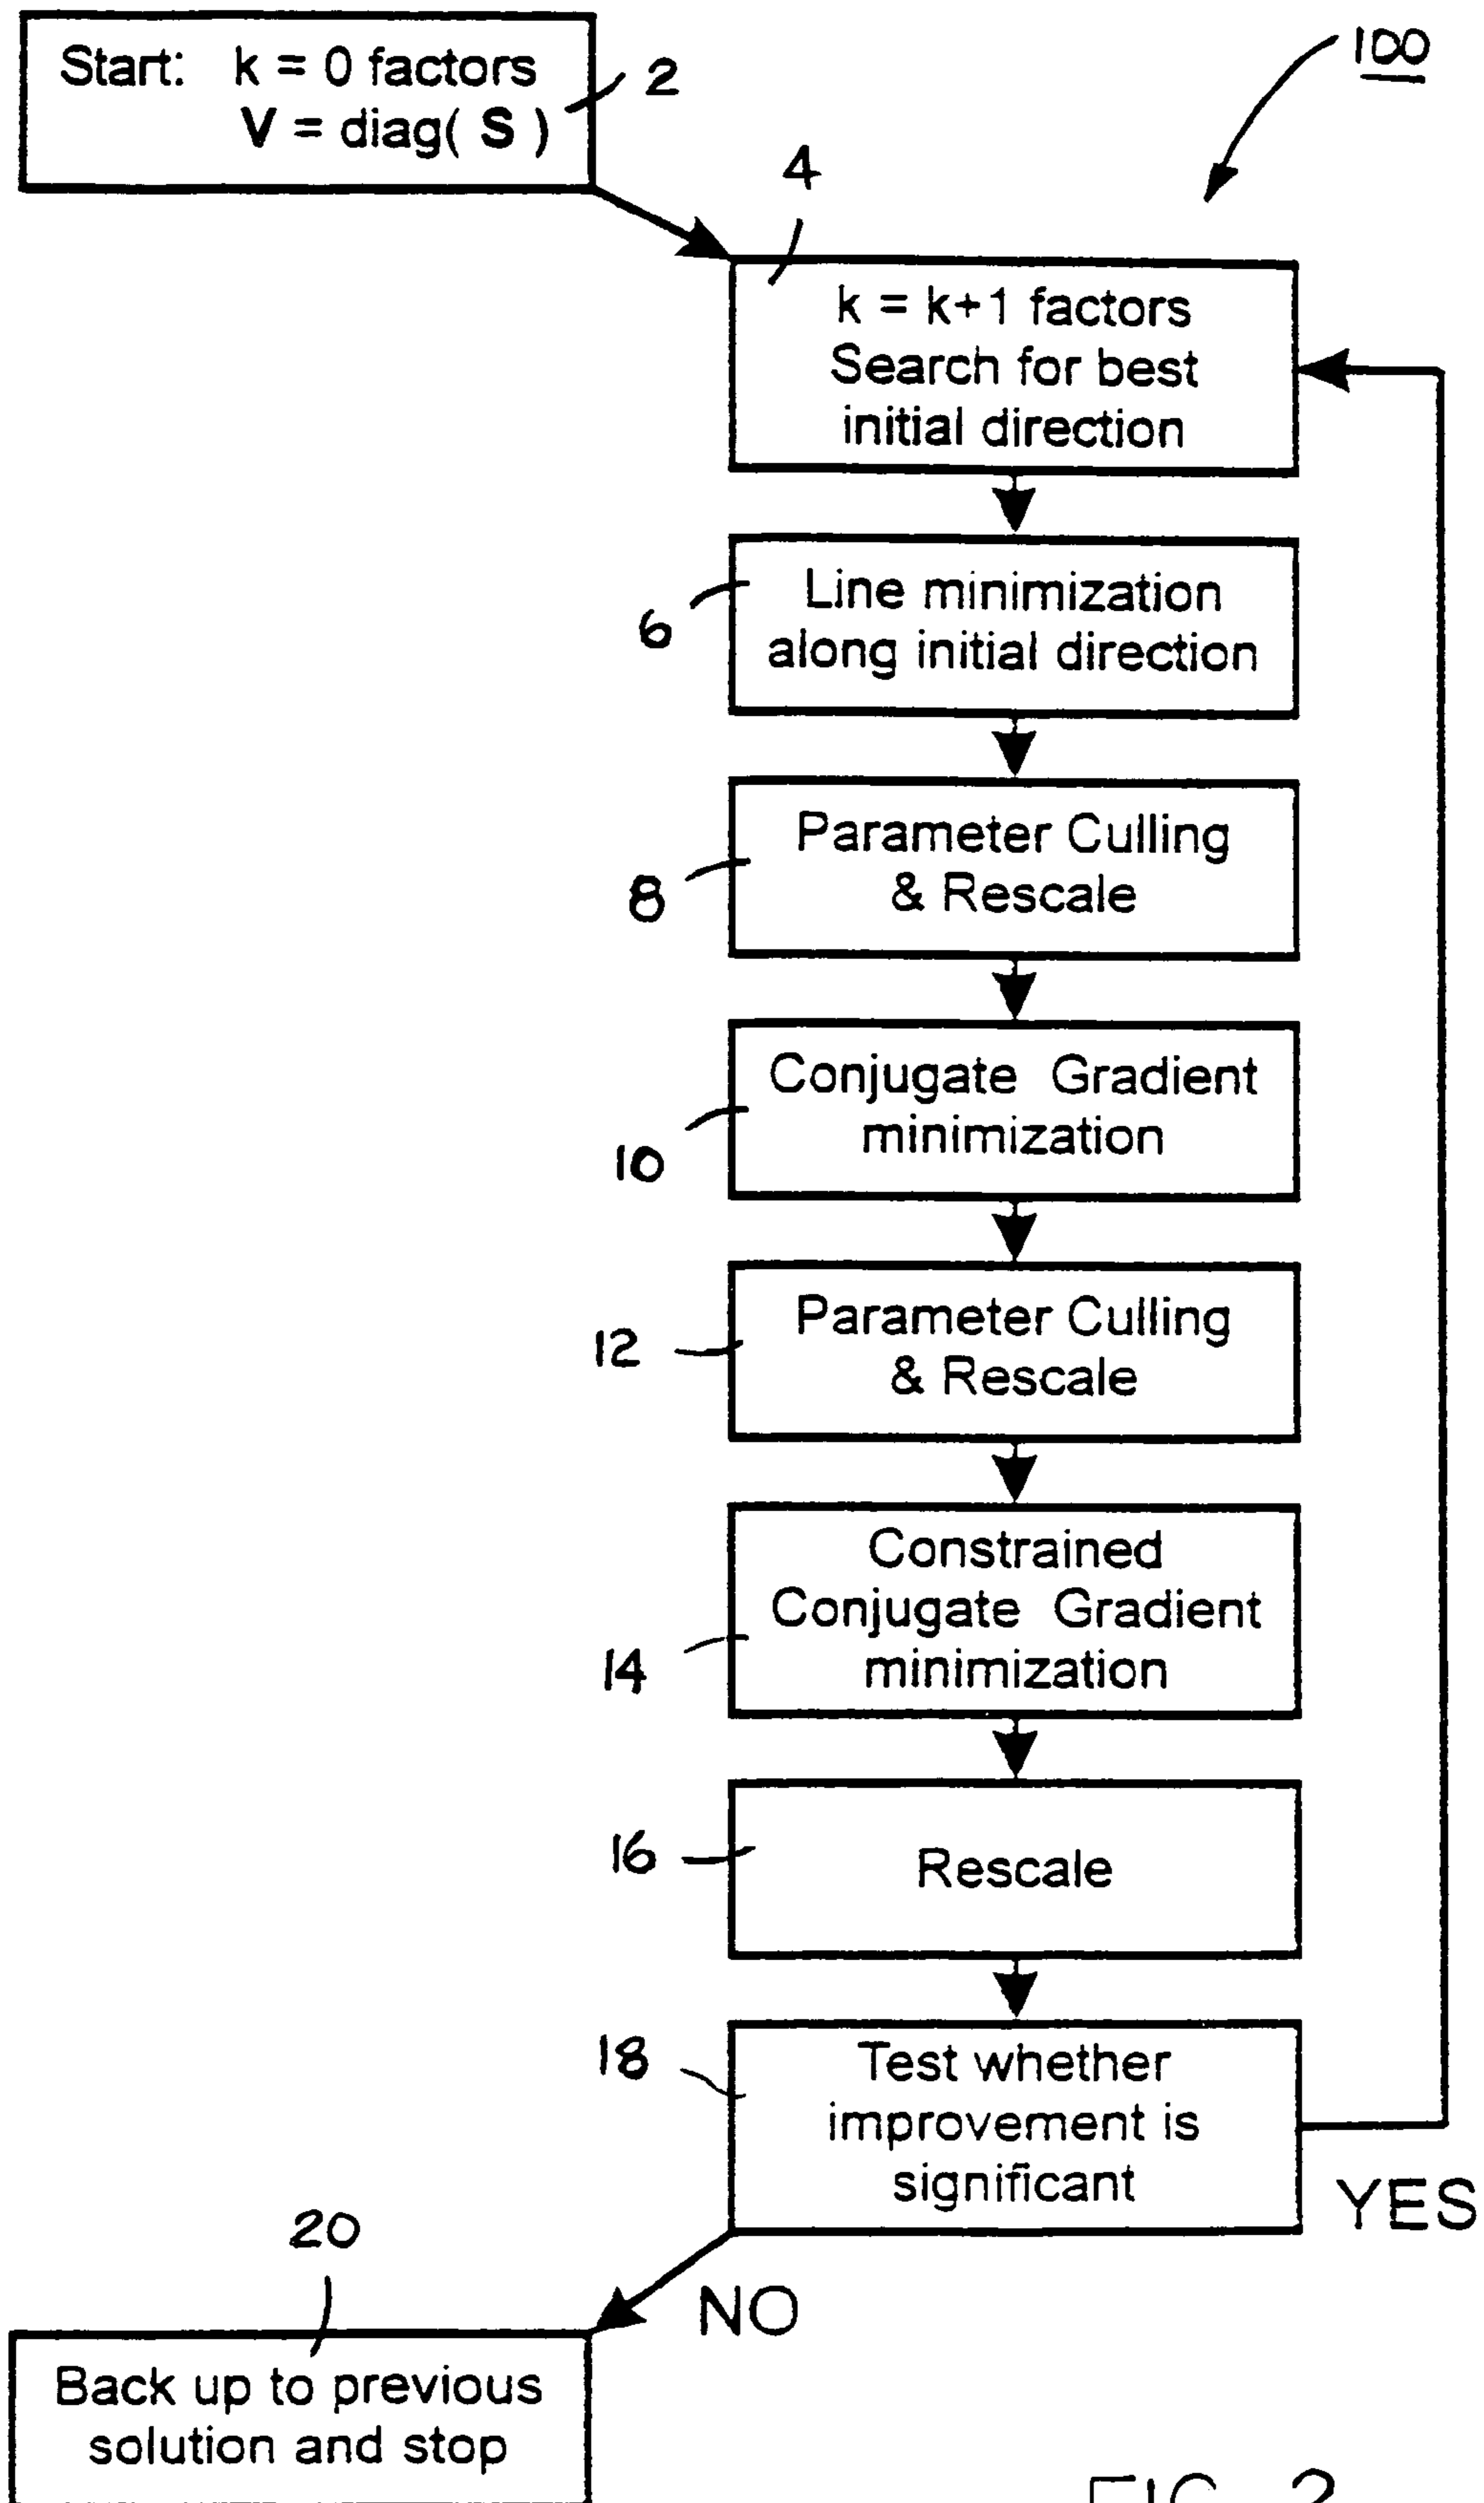 Start: k = 0 factors
V = diag( S )
2
100
4
k = k+1 factors
Search for best
initial direction
Line minimization
along initial direction
6
Parameter Culling
& Rescale
8
Conjugate Gradient
minimization
10
Parameter Culling
& Rescale
12
Constrained
Conjugate Gradient
minimization
14
Rescale
16
Test whether
improvement is
significant
18
YES
NO
20
Back up to previous
solution and stop
FIG. 2